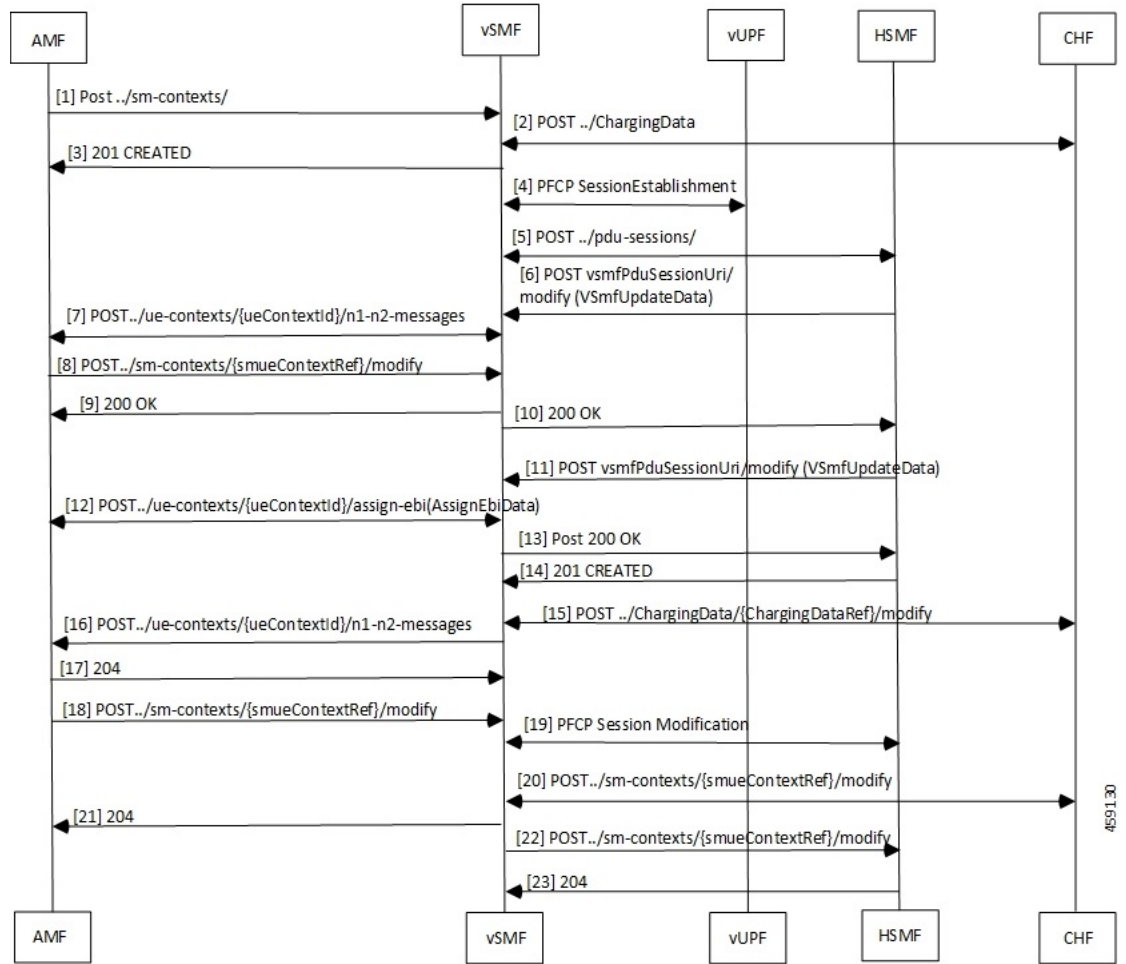 AMF
vSMF
vUPF
HSMF
CHF
[1] Post ../sm-contexts/
[2] POST ../ChargingData
[3] 201 CREATED
[4] PFCP SessionEstablishment
[5] POST ../pdu-sessions/
[6] POST vsmfPduSessionUri/
modify (VSmfUpdateData)
[7] POST../ue-contexts/{ueContextId}/n1-n2-messages
[8] POST../sm-contexts/{smueContextRef}/modify
[9] 200 OK
[10] 200 OK
[11] POST vsmfPduSessionUri/modify (VSmfUpdateData)
[12] POST../ue-contexts/{ueContextId}/assign-ebi(AssignEbiData)
[13] Post 200 OK
[14] 201 CREATED
[15] POST ../ChargingData/{ChargingDataRef}/modify
[16] POST../ue-contexts/{ueContextId}/n1-n2-messages
[17] 204
[18] POST../sm-contexts/{smueContextRef}/modify
[19] PFCP Session Modification
[20] POST../sm-contexts/{smueContextRef}/modify
[21] 204
[22] POST../sm-contexts/{smueContextRef}/modify
[23] 204
459130
AMF
vSMF
vUPF
HSMF
CHF